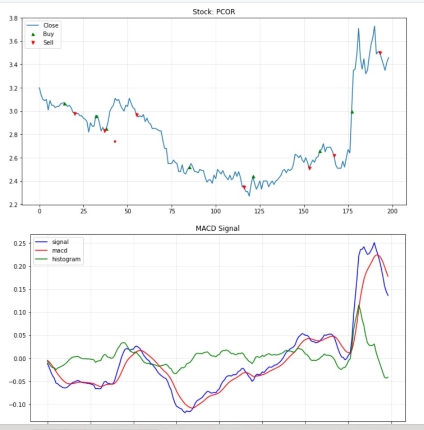 Stock: PCOR
3.8
3.6
3.4
3.2
3.0
2.8
2.6
2.4
2.2
Close
Buy
Sell
0 25 50 75 100 125 150 175 200
MACD Signal
0.25
0.20
0.15
0.10
0.05
0.00
−0.05
−0.10
signal
macd
histogram